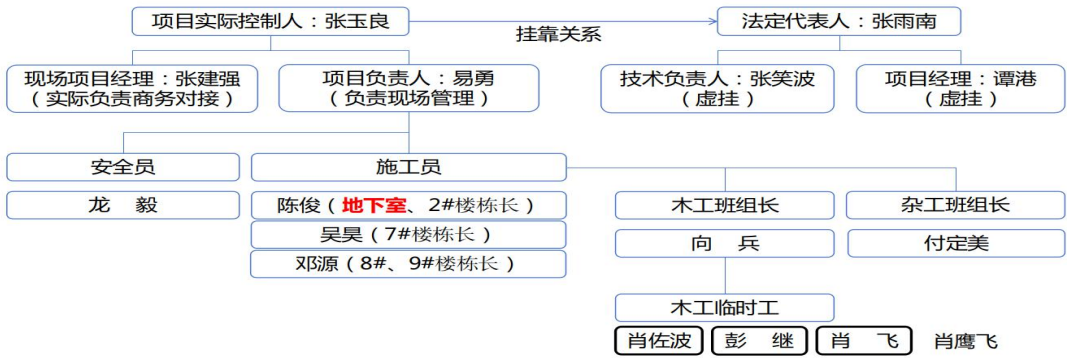 项目实际控制人：张玉良
法定代表人：张雨南
挂靠关系
现场项目经理：张建强
（实际负责商务对接）
项目负责人：易勇
（负责现场管理）
技术负责人：张笑波
（虚挂）
项目经理：谭港
（虚挂）
安全员
施工员
龙 毅
陈俊（地下室、2#楼栋长）
吴昊（7#楼栋长）
邓源（8#、9#楼栋长）
木工班组长
杂工班组长
向 兵
付定美
木工临时工
肖佐波 彭 继 肖 飞 肖鹰飞